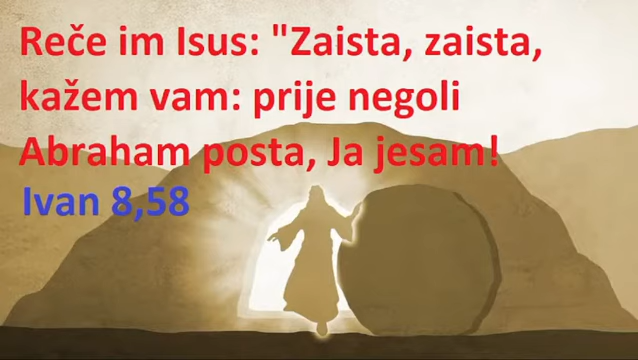 Reče im Isus: "Zaista, zaista,
kažem vam: prije negoli
Abraham posta, Ja jesam!
Ivan 8,58